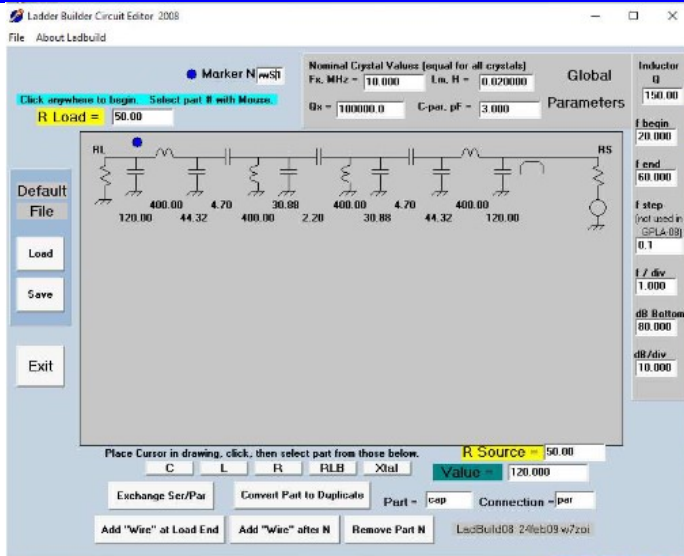 Ladder Builder Circuit Editor 2008
File About Ladbuild
Marker N
Click anywhere to begin. Select part # with Mouse.
R Load = 50.00
Nominal Crystal Values (equal for all crystals)
Fx, MHz = 10.000 Lm, H = 0.020000
Qx = 100000.0 C-par, pF = 3.000
Global
Parameters
Inductor
Q
150.00
f begin
20.000
f end
60.000
f step
(not used in
GPLA-08)
0.1
f / div
1.000
dB Bottom
80.000
dB/div
10.000
Default
File
Load
Save
Exit
RL
RS
400.00 4.70 30.88 400.00 4.70 400.00
120.00 44.32 400.00 2.20 30.88 44.32 120.00
Place Cursor in drawing, click, then select part from those below.
C L R RLB Xtal
R Source = 50.00
Value = 120.000
Exchange Ser/Par
Convert Part to Duplicate
Part = cap
Connection = par
Add "Wire" at Load End
Add "Wire" after N
Remove Part N
LadBuild08 24feb09 w7zoi